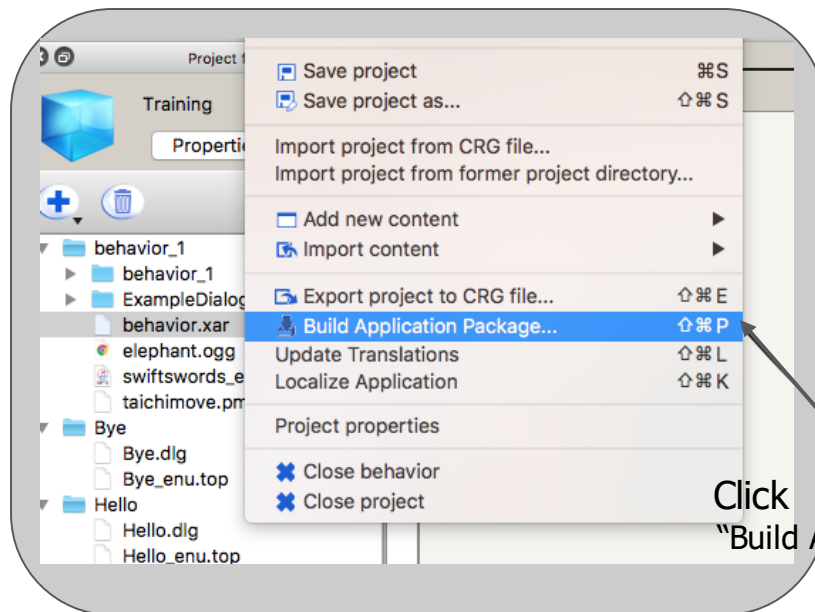 Project f
Training
Properti
behavior_1
behavior_1
ExampleDialog
behavior.xar
elephant.ogg
swiftswords_e
taichimove.pm
Bye
Bye.dlg
Bye_enu.top
Hello
Hello.dlg
Hello_enu.top
Save project ⌘S
Save project as... ⇧⌘S
Import project from CRG file...
Import project from former project directory...
Add new content
Import content
Export project to CRG file... ⇧⌘E
Build Application Package... ⇧⌘P
Update Translations ⇧⌘L
Localize Application ⇧⌘K
Project properties
Close behavior
Close project
Click
“Build A